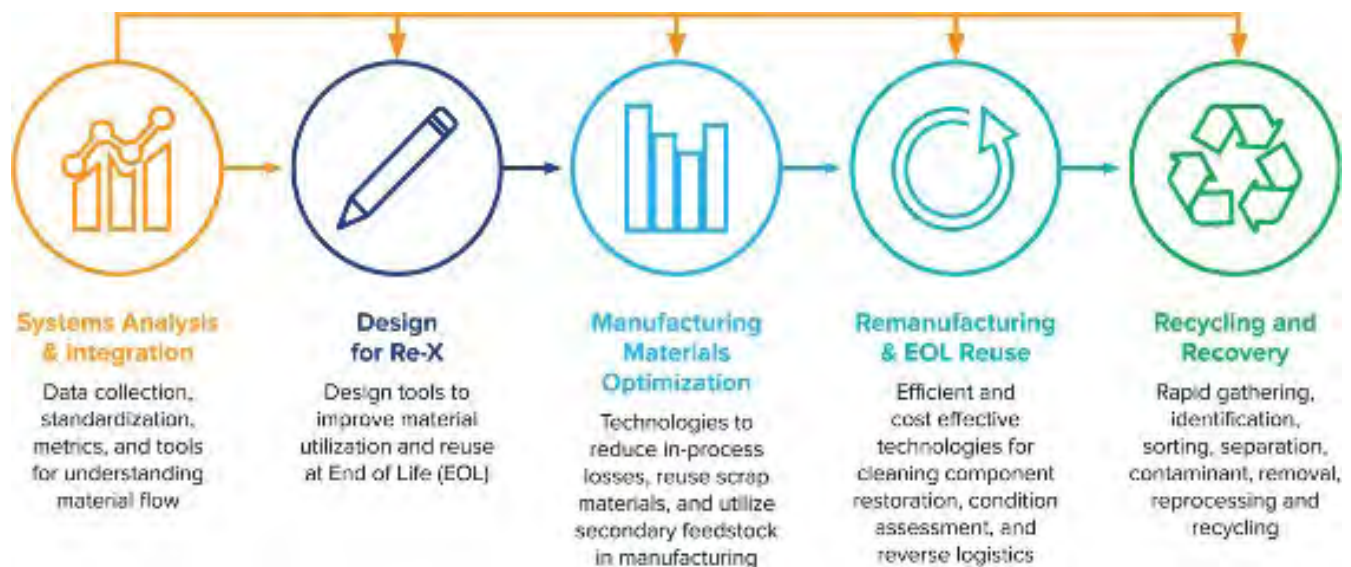 Systems Analysis
& Integration
Data collection,
standardization,
metrics, and tools
for understanding
material flow
Design
for Re-X
Design tools to
improve material
utilization and reuse
at End of Life (EOL)
Manufacturing
Materials
Optimization
Technologies to
reduce in-process
losses, reuse scrap
materials, and utilize
secondary feedstock
in manufacturing
Remanufacturing
& EOL Reuse
Efficient and
cost effective
technologies for
cleaning component
restoration, condition
assessment, and
reverse logistics
Recycling and
Recovery
Rapid gathering,
identification,
sorting, separation,
contaminant, removal,
reprocessing and
recycling